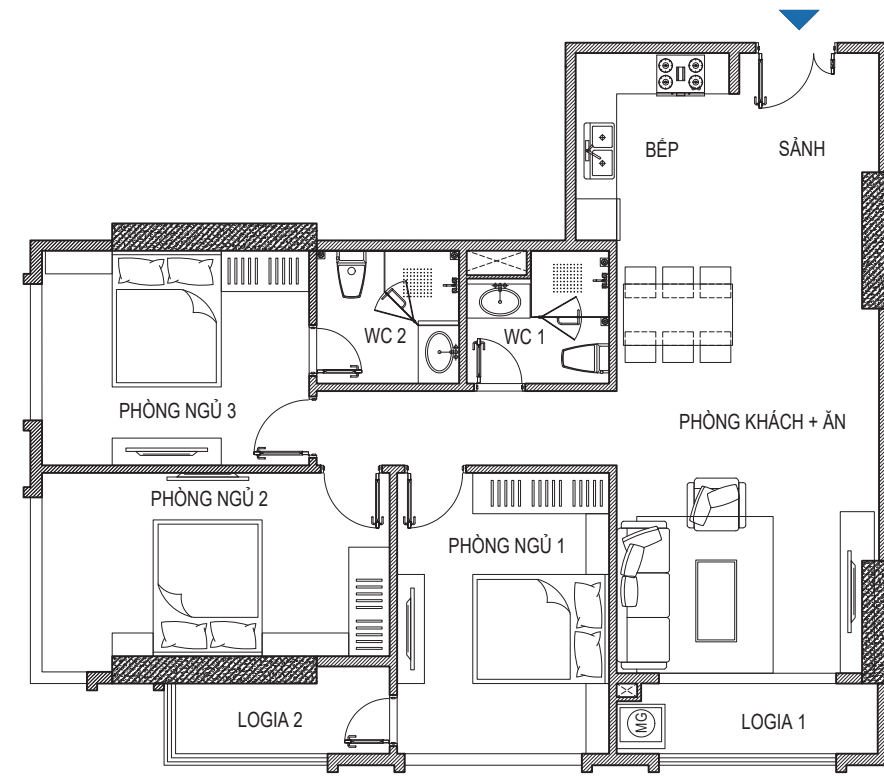 BẾP
SẢNH
WC 2
WC 1
PHÒNG NGỦ 3
PHÒNG KHÁCH + ĂN
PHÒNG NGỦ 2
PHÒNG NGỦ 1
LOGIA 2
MG
LOGIA 1